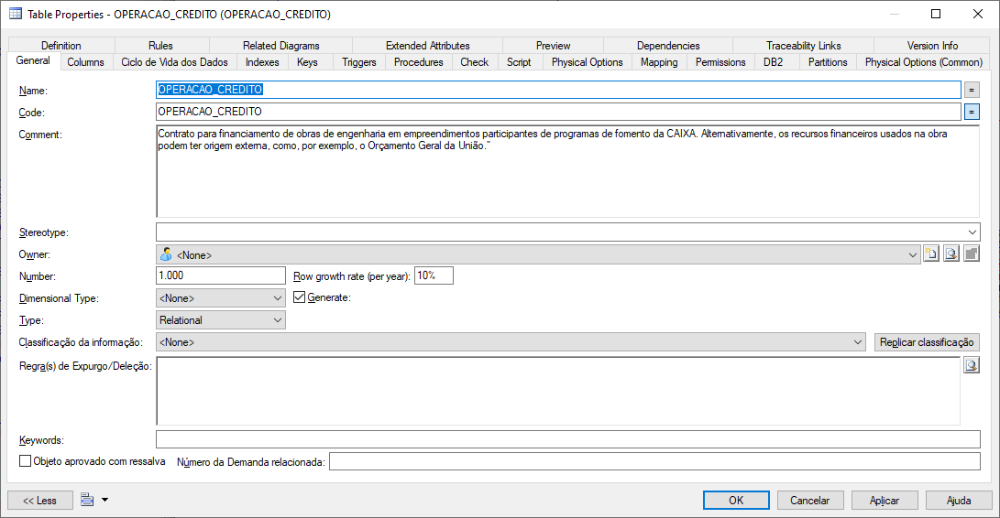 Table Properties - OPERACAO_CREDITO (OPERACAO_CREDITO)
Definition Rules Related Diagrams Extended Attributes Preview Dependencies Traceability Links Version Info
General Columns Ciclo de Vida dos Dados Indexes Keys Triggers Procedures Check Script Physical Options Mapping Permissions DB2 Partitions Physical Options (Common)
Name: OPERACAO_CREDITO =
Code: OPERACAO_CREDITO =
Comment: Contrato para financiamento de obras de engenharia em empreendimentos participantes de programas de fomento da CAIXA. Alternativamente, os recursos financeiros usados na obra
podem ter origem externa, como, por exemplo, o Orçamento Geral da União."
Stereotype:
Owner: <None>
Number: 1.000 Row growth rate (per year): 10%
Dimensional Type: <None> Generate:
Type: Relational
Classificação da informação: <None> Replicar classificação
Regra(s) de Expurgo/Deleção:
Keywords:
Objeto aprovado com ressalva Número da Demanda relacionada:
<< Less OK Cancelar Aplicar Ajuda